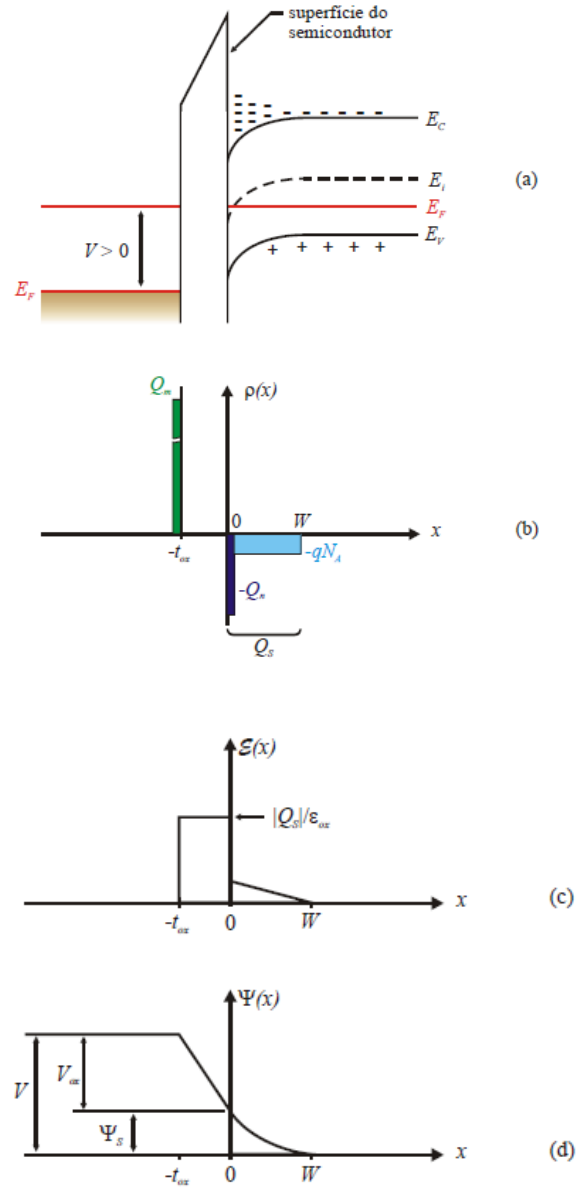 superfície do
semicondutor
E_C
E_i
(a)
E_F
V > 0
E_V
E_F
Q_m
ρ(x)
0
W
x
(b)
-t_ox
-qN_A
-Q_n
Q_S
ℰ(x)
|Q_S|/ε_ox
x
(c)
-t_ox
0
W
Ψ(x)
V_ox
V
Ψ_S
x
(d)
-t_ox
0
W